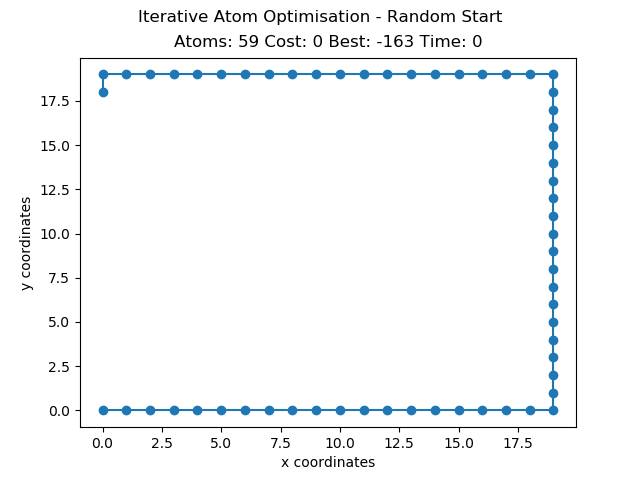 Iterative Atom Optimisation - Random Start
Atoms: 59 Cost: 0 Best: -163 Time: 0
17.5
15.0
12.5
10.0
7.5
5.0
2.5
0.0
y coordinates
0.0 2.5 5.0 7.5 10.0 12.5 15.0 17.5
x coordinates